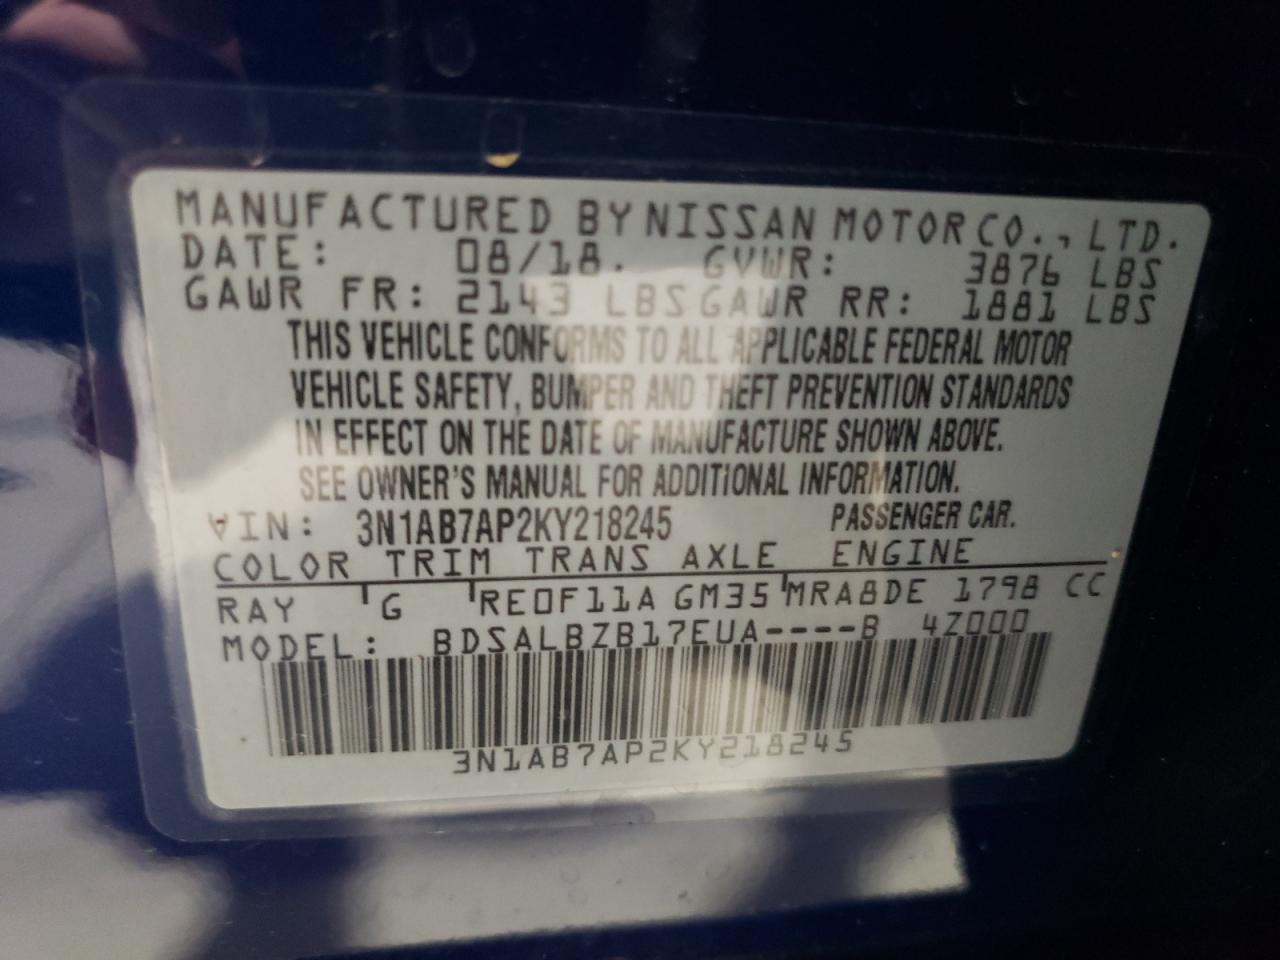 MANUFACTURED BY NISSAN MOTOR CO., LTD.
DATE: 08/18. GVWR: 3876 LBS
GAWR FR: 2143 LBS GAWR RR: 1881 LBS
THIS VEHICLE CONFORMS TO ALL APPLICABLE FEDERAL MOTOR
VEHICLE SAFETY, BUMPER AND THEFT PREVENTION STANDARDS
IN EFFECT ON THE DATE OF MANUFACTURE SHOWN ABOVE.
SEE OWNER'S MANUAL FOR ADDITIONAL INFORMATION.
VIN: 3N1AB7AP2KY218245 PASSENGER CAR.
COLOR TRIM TRANS AXLE ENGINE
RAY G RE0F11A GM35 MRA8DE 1798 CC
MODEL: BDSALBZB17EUA----B 4Z000
3N1AB7AP2KY218245